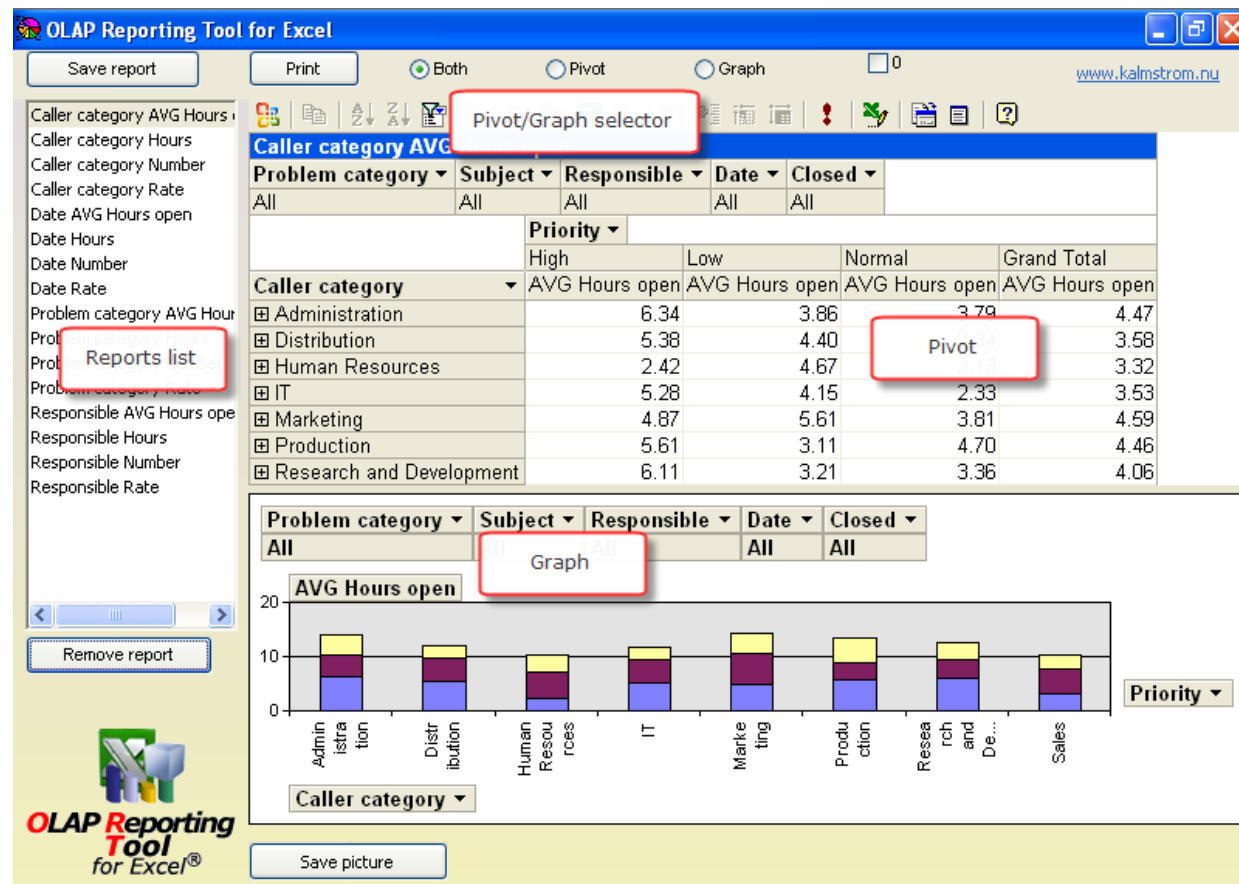 OLAP Reporting Tool for Excel
Save report
Print
Both
Pivot
Graph
0
www.kalmstrom.nu
Pivot/Graph selector
Caller category AVG Hours
Caller category Hours
Caller category Number
Caller category Rate
Date AVG Hours open
Date Hours
Date Number
Date Rate
Problem category AVG Hour
Reports list
Responsible AVG Hours ope
Responsible Hours
Responsible Number
Responsible Rate
Remove report
OLAP Reporting
Tool
for Excel®
Caller category AVG
Problem category Subject Responsible Date Closed
All All All All All
Priority
High Low Normal Grand Total
Caller category AVG Hours open AVG Hours open AVG Hours open AVG Hours open
Administration 6.34 3.86 3.79 4.47
Distribution 5.38 4.40 3.58
Human Resources 2.42 4.67 3.32
IT 5.28 4.15 2.33 3.53
Marketing 4.87 5.61 3.81 4.59
Production 5.61 3.11 4.70 4.46
Research and Development 6.11 3.21 3.36 4.06
Pivot
Problem category Subject Responsible Date Closed
All All All All All
Graph
AVG Hours open
20
10
0
Admin
istra
tion
Distr
ibution
Human
Resou
rces
IT
Marke
ting
Produ
ction
Resea
rch
and
De...
Sales
Priority
Caller category
Save picture